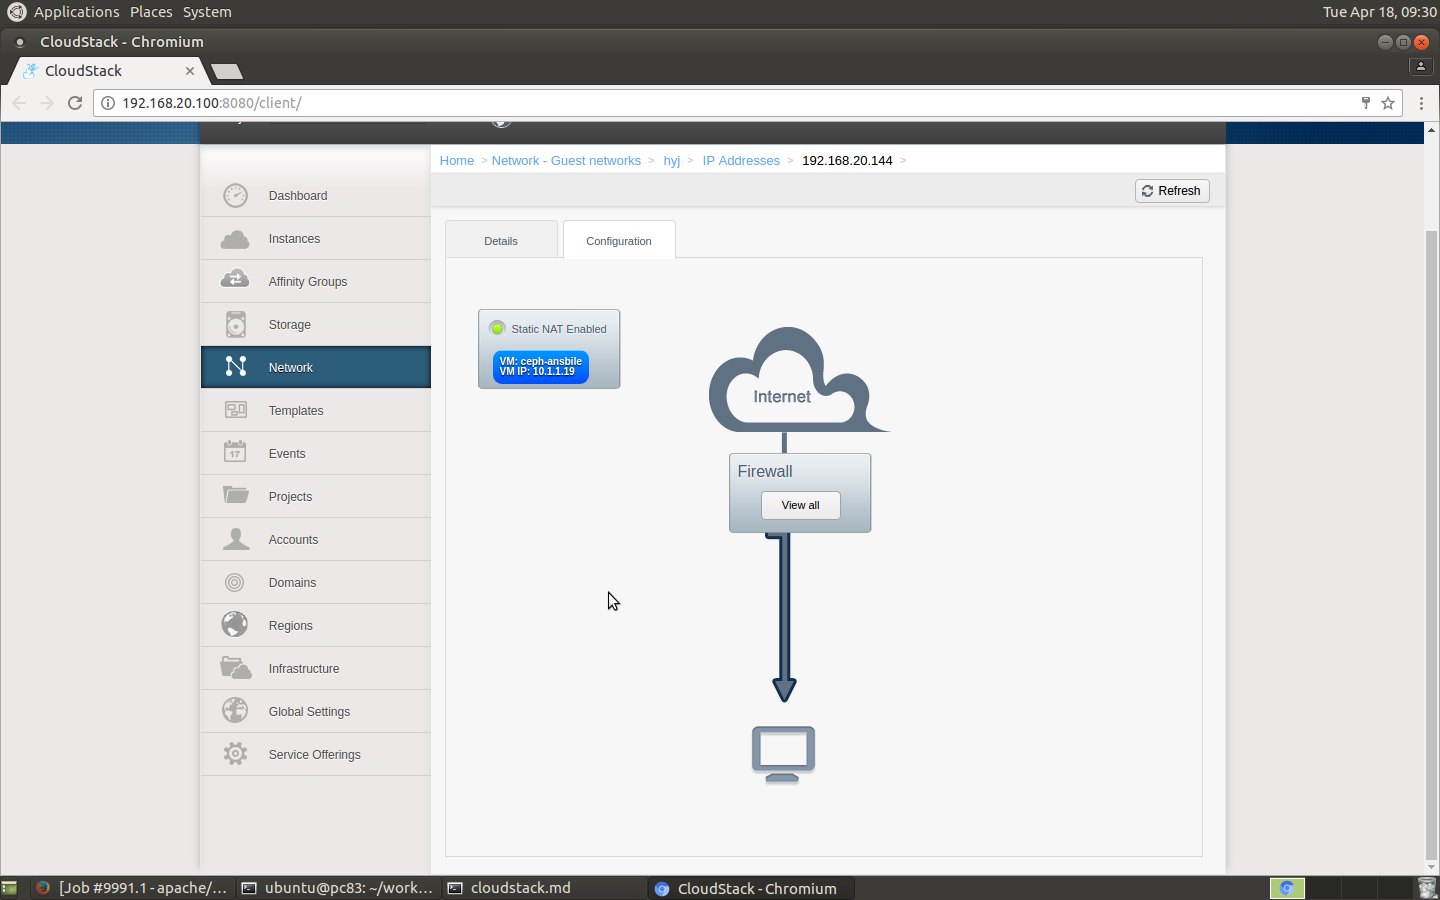 Applications Places System
Tue Apr 18, 09:30
CloudStack - Chromium
CloudStack
192.168.20.100:8080/client/
Home > Network - Guest networks > hyj > IP Addresses > 192.168.20.144 >
Refresh
Dashboard
Instances
Affinity Groups
Storage
Network
Templates
17
Events
Projects
Accounts
Domains
Regions
Infrastructure
Global Settings
Service Offerings
Details
Configuration
Static NAT Enabled
VM: ceph-ansbile
VM IP: 10.1.1.19
Internet
Firewall
View all
[Job #9991.1 - apache/...
ubuntu@pc83: ~/work...
cloudstack.md
CloudStack - Chromium